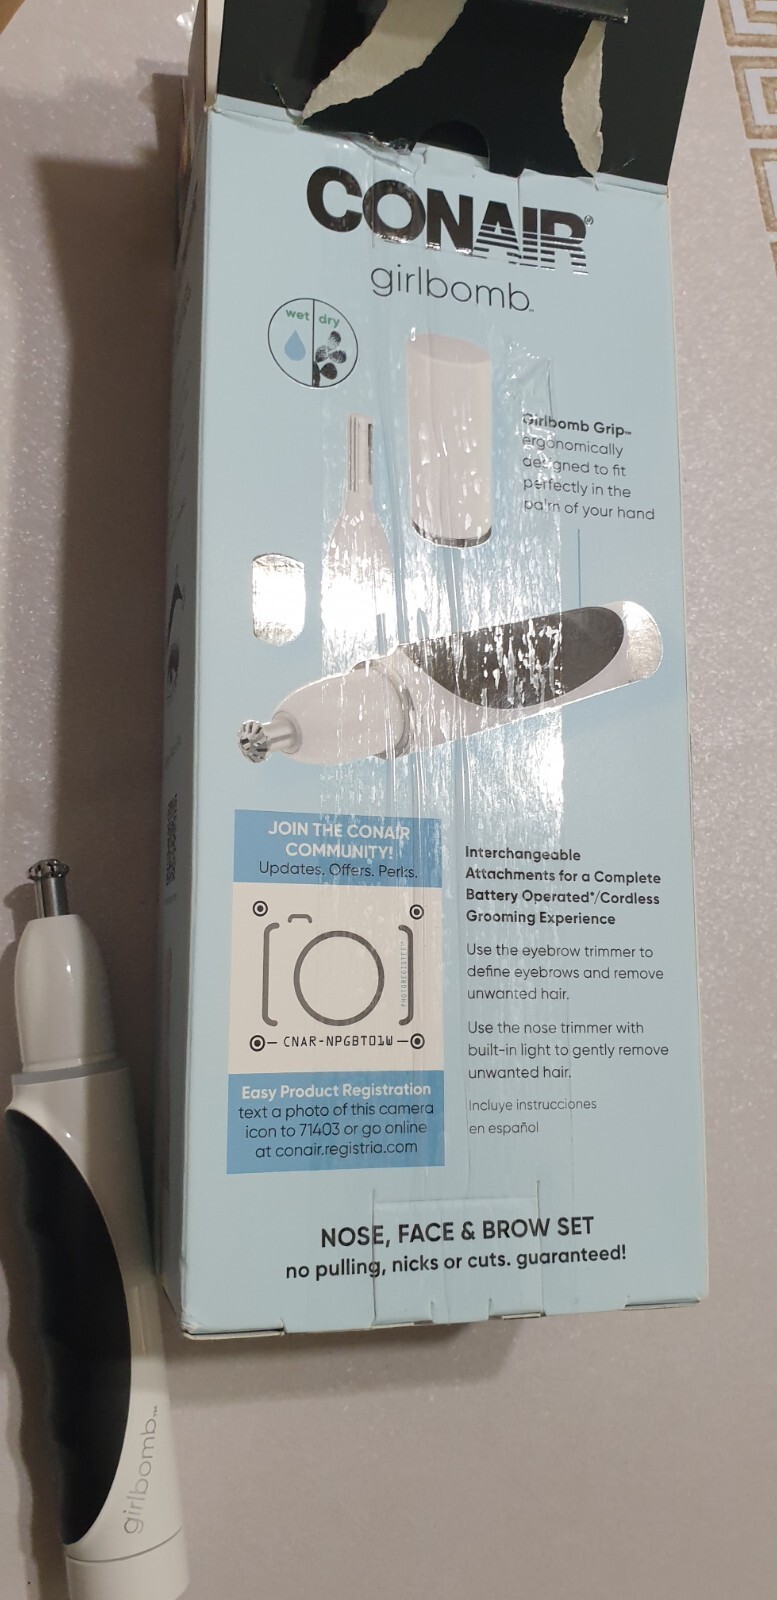 CONAIR®
girlbomb™
wet dry
Girlbomb Grip™
ergonomically
designed to fit
perfectly in the
palm of your hand
JOIN THE CONAIR
COMMUNITY!
Updates. Offers. Perks.
PHOTOREGISTER™
CNAR-NPGBT01W
Easy Product Registration
text a photo of this camera
icon to 71403 or go online
at conair.registria.com
Interchangeable
Attachments for a Complete
Battery Operated*/Cordless
Grooming Experience
Use the eyebrow trimmer to
define eyebrows and remove
unwanted hair.
Use the nose trimmer with
built-in light to gently remove
unwanted hair.
Incluye instrucciones
en español
NOSE, FACE & BROW SET
no pulling, nicks or cuts. guaranteed!
girlbomb™